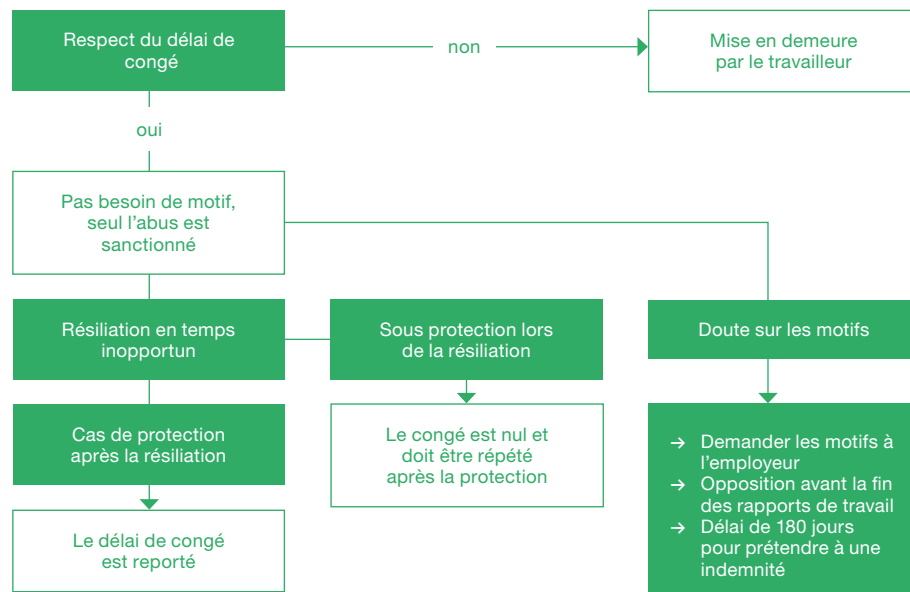 Respect du délai de
congé
non
Mise en demeure
par le travailleur
oui
Pas besoin de motif,
seul l’abus est
sanctionné
Résiliation en temps
inopportun
Sous protection lors
de la résiliation
Doute sur les motifs
Cas de protection
après la résiliation
Le congé est nul et
doit être répété
après la protection
→ Demander les motifs à
l’employeur
→ Opposition avant la fin
des rapports de travail
→ Délai de 180 jours
pour prétendre à une
indemnité
Le délai de congé
est reporté